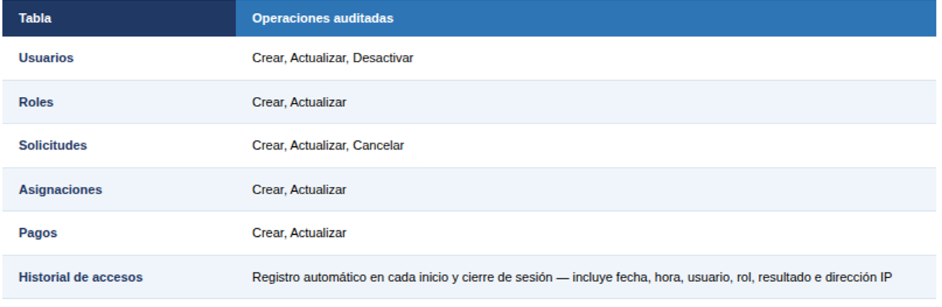 Tabla Operaciones auditadas
Usuarios Crear, Actualizar, Desactivar
Roles Crear, Actualizar
Solicitudes Crear, Actualizar, Cancelar
Asignaciones Crear, Actualizar
Pagos Crear, Actualizar
Historial de accesos Registro automático en cada inicio y cierre de sesión — incluye fecha, hora, usuario, rol, resultado e dirección IP